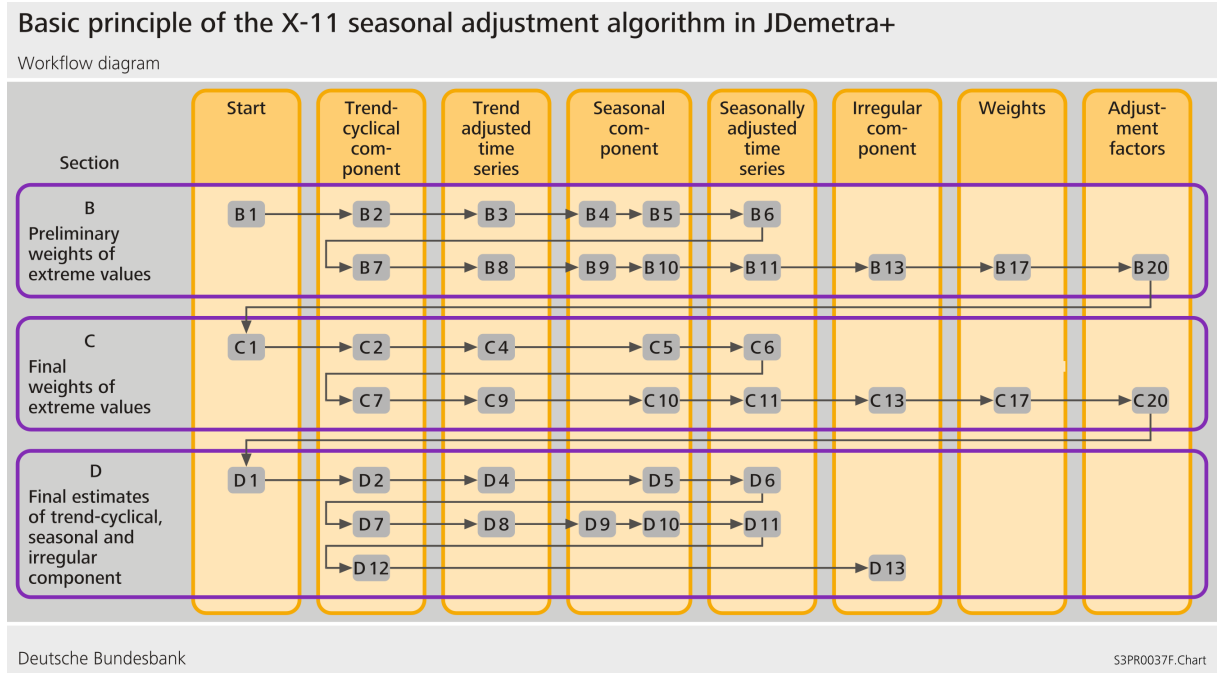 Basic principle of the X-11 seasonal adjustment algorithm in JDemetra+
Workflow diagram
Section
Start
Trend-
cyclical
com-
ponent
Trend
adjusted
time
series
Seasonal
com-
ponent
Seasonally
adjusted
time
series
Irregular
com-
ponent
Weights
Adjust-
ment
factors
B
Preliminary
weights of
extreme values
B 1 B 2 B 3 B 4 B 5 B 6
B 7 B 8 B 9 B 10 B 11 B 13 B 17 B 20
C
Final
weights of
extreme values
C 1 C 2 C 4 C 5 C 6
C 7 C 9 C 10 C 11 C 13 C 17 C 20
D
Final estimates
of trend-cyclical,
seasonal and
irregular
component
D 1 D 2 D 4 D 5 D 6
D 7 D 8 D 9 D 10 D 11
D 12 D 13
Deutsche Bundesbank
S3PR0037F.Chart